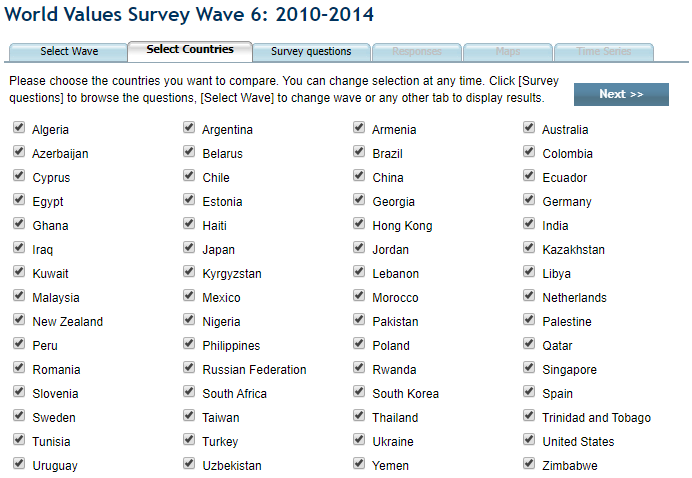 World Values Survey Wave 6: 2010-2014
Select Wave Select Countries Survey questions Responses Maps Time Series
Please choose the countries you want to compare. You can change selection at any time. Click [Survey
questions] to browse the questions, [Select Wave] to change wave or any other tab to display results.
Next >>
Algeria Argentina Armenia Australia
Azerbaijan Belarus Brazil Colombia
Cyprus Chile China Ecuador
Egypt Estonia Georgia Germany
Ghana Haiti Hong Kong India
Iraq Japan Jordan Kazakhstan
Kuwait Kyrgyzstan Lebanon Libya
Malaysia Mexico Morocco Netherlands
New Zealand Nigeria Pakistan Palestine
Peru Philippines Poland Qatar
Romania Russian Federation Rwanda Singapore
Slovenia South Africa South Korea Spain
Sweden Taiwan Thailand Trinidad and Tobago
Tunisia Turkey Ukraine United States
Uruguay Uzbekistan Yemen Zimbabwe